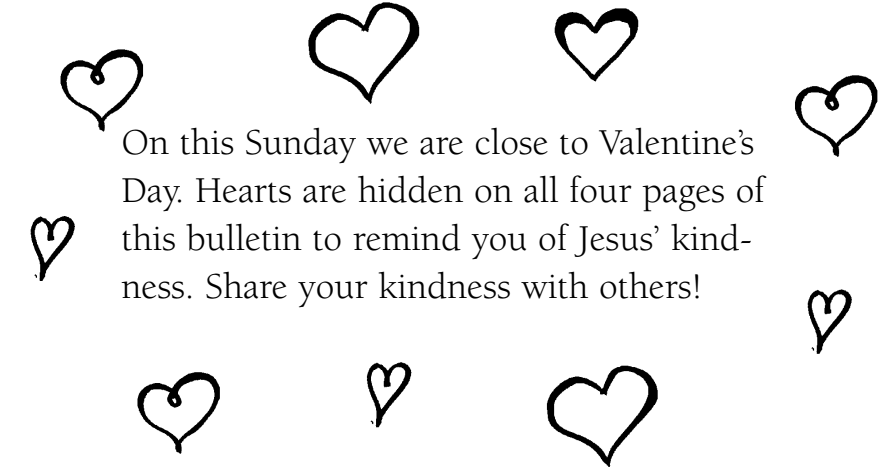 On this Sunday we are close to Valentine’s
Day. Hearts are hidden on all four pages of
this bulletin to remind you of Jesus’ kind-
ness. Share your kindness with others!